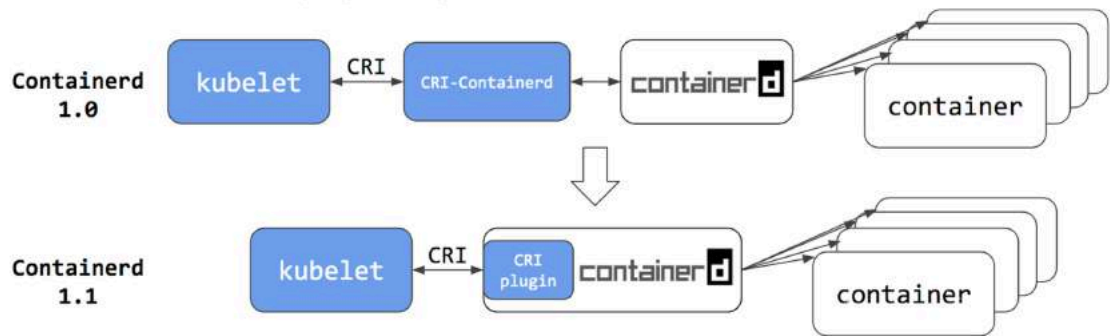 Containerd
1.0
kubelet
CRI
CRI-Containerd
containerd
container
Containerd
1.1
kubelet
CRI
CRI
plugin
containerd
container